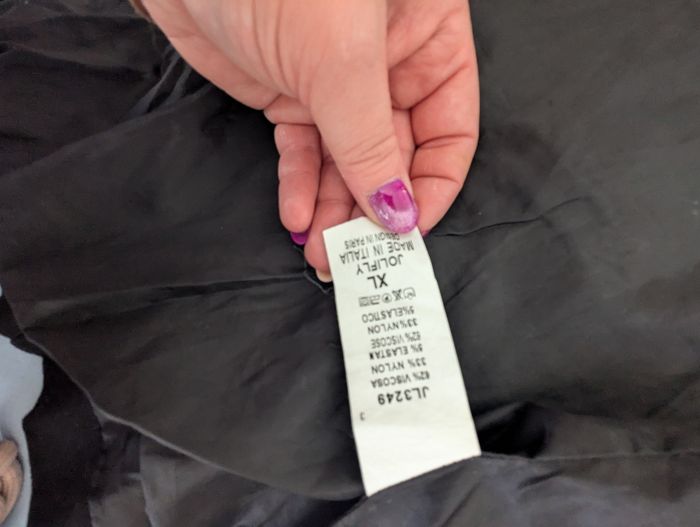 3
JL3249
62% VISCOSA
33% NYLON
5% ELASTAN
62% VISCOSE
33%NYLON
5%ELASTICO
XL
JOLIFLY
MADE IN ITALIA
DESIGN IN PARIS